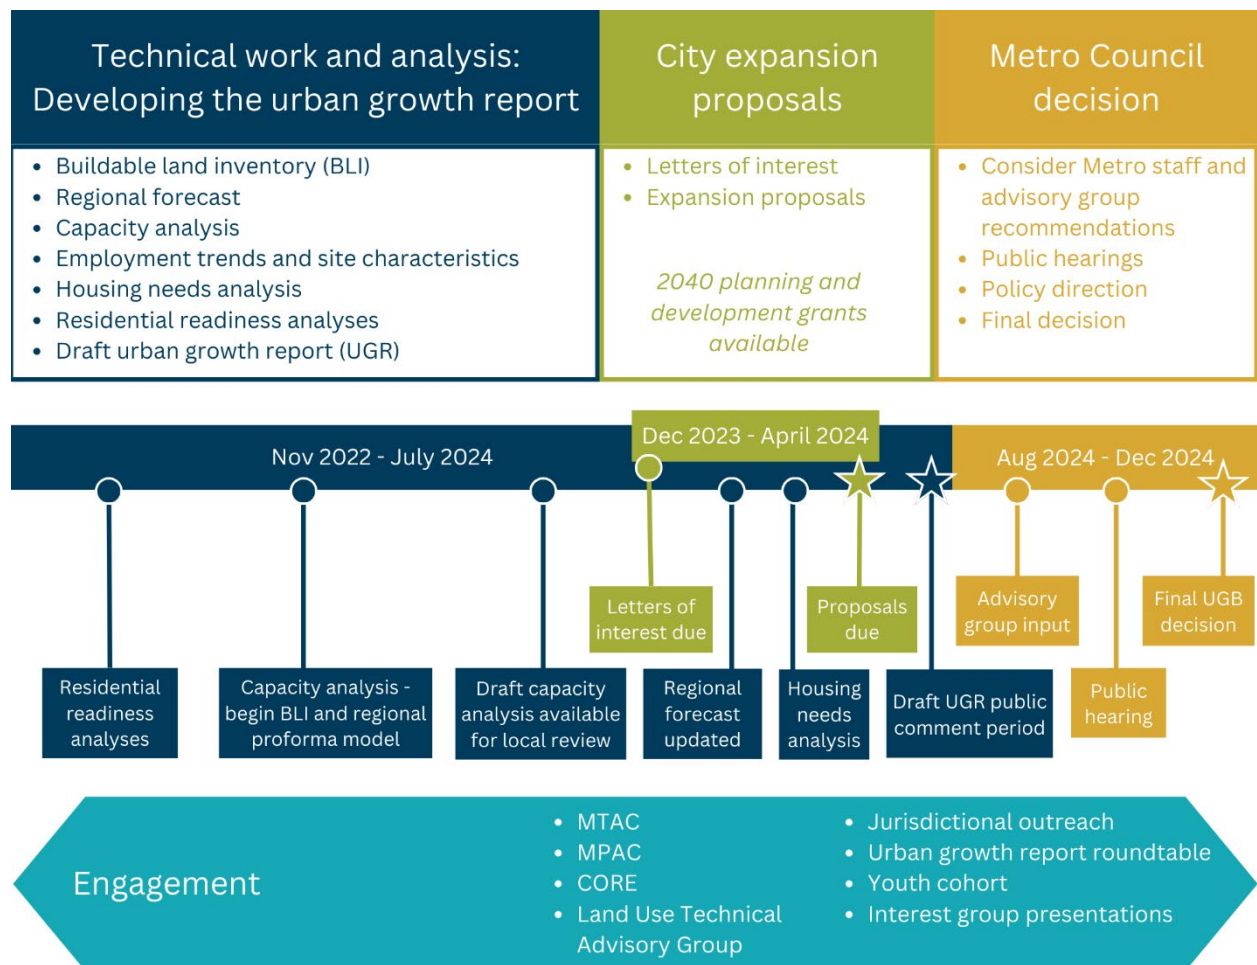 Technical work and analysis:
Developing the urban growth report
• Buildable land inventory (BLI)
• Regional forecast
• Capacity analysis
• Employment trends and site characteristics
• Housing needs analysis
• Residential readiness analyses
• Draft urban growth report (UGR)
City expansion
proposals
• Letters of interest
• Expansion proposals
2040 planning and
development grants
available
Metro Council
decision
• Consider Metro staff and
advisory group
recommendations
• Public hearings
• Policy direction
• Final decision
Nov 2022 - July 2024
Dec 2023 - April 2024
Aug 2024 - Dec 2024
Residential
readiness
analyses
Capacity analysis -
begin BLI and regional
proforma model
Draft capacity
analysis available
for local review
Letters of
interest due
Regional
forecast
updated
Housing
needs
analysis
Proposals
due
Draft UGR public
comment period
Advisory
group input
Public
hearing
Final UGB
decision
Engagement
• MTAC
• MPAC
• CORE
• Land Use Technical
Advisory Group
• Jurisdictional outreach
• Urban growth report roundtable
• Youth cohort
• Interest group presentations